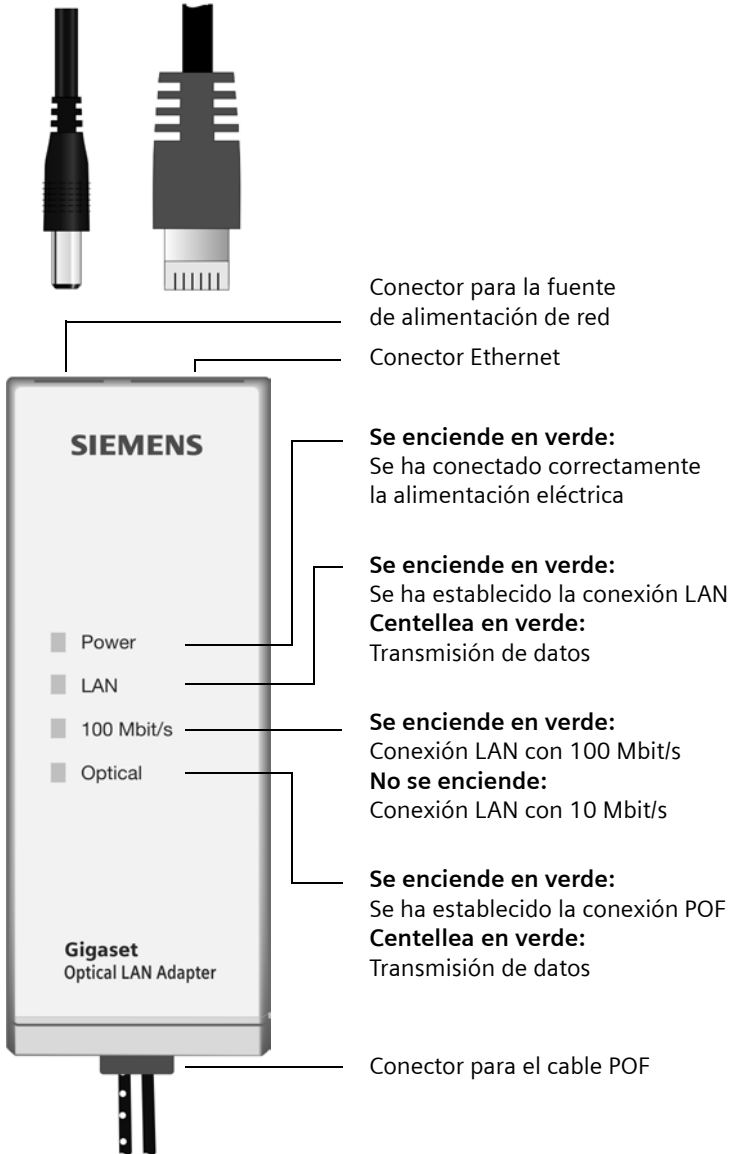 Conector para la fuente
de alimentación de red
Conector Ethernet
SIEMENS
Se enciende en verde:
Se ha conectado correctamente
la alimentación eléctrica
Se enciende en verde:
Se ha establecido la conexión LAN
Centellea en verde:
Transmisión de datos
Power
LAN
100 Mbit/s
Optical
Se enciende en verde:
Conexión LAN con 100 Mbit/s
No se enciende:
Conexión LAN con 10 Mbit/s
Se enciende en verde:
Se ha establecido la conexión POF
Centellea en verde:
Transmisión de datos
Gigaset
Optical LAN Adapter
Conector para el cable POF